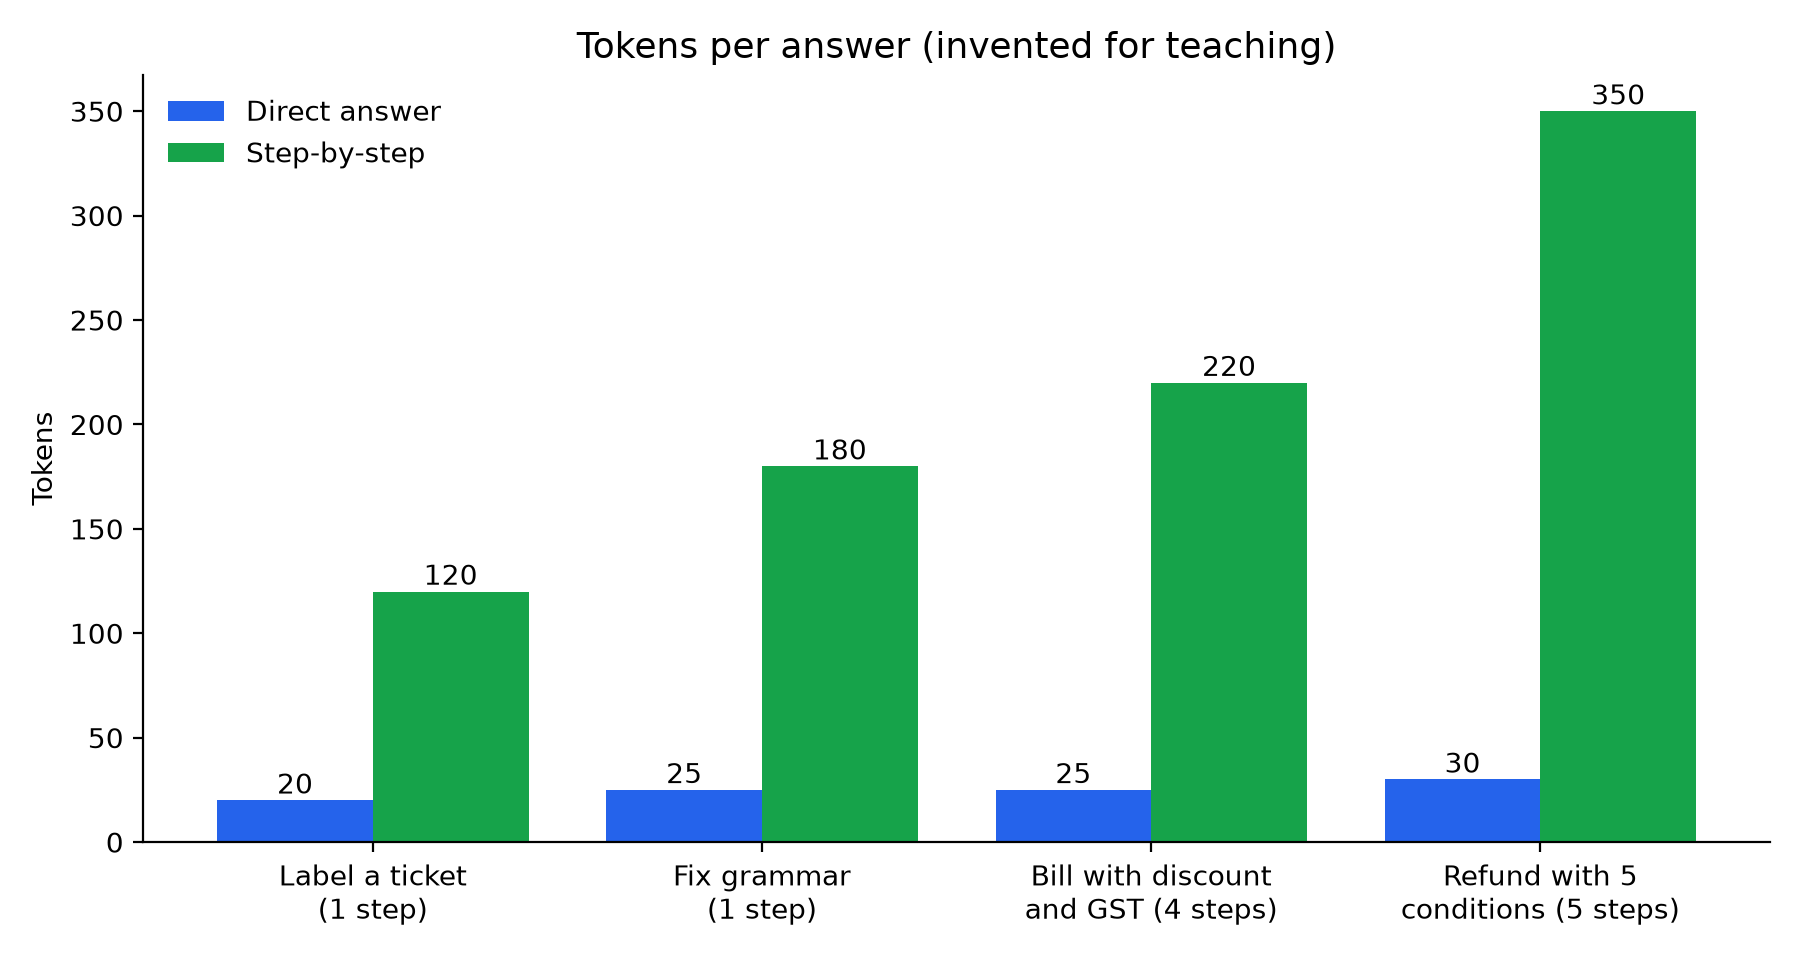 Tokens per answer (invented for teaching)
Direct answer
Step-by-step
Tokens
350
300
250
200
150
100
50
0
20
120
25
180
25
220
30
350
Label a ticket
(1 step)
Fix grammar
(1 step)
Bill with discount
and GST (4 steps)
Refund with 5
conditions (5 steps)